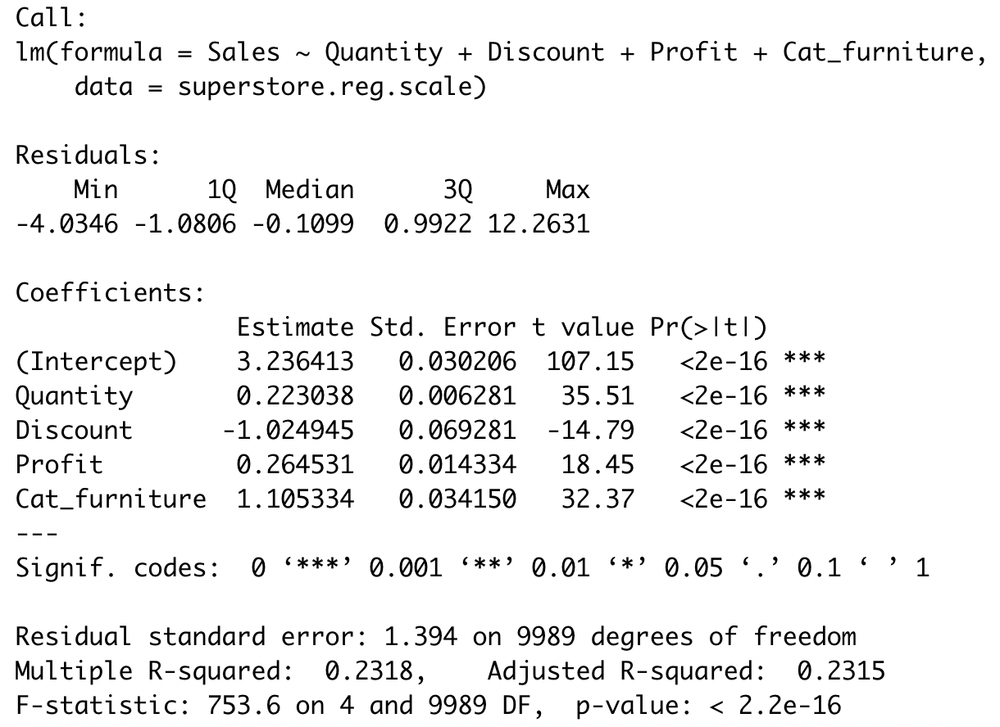 Call:
lm(formula = Sales ~ Quantity + Discount + Profit + Cat_furniture,
    data = superstore.reg.scale)

Residuals:
    Min      1Q  Median      3Q     Max
-4.0346 -1.0806 -0.1099  0.9922 12.2631

Coefficients:
               Estimate Std. Error t value Pr(>|t|)
(Intercept)    3.236413   0.030206  107.15   <2e-16 ***
Quantity       0.223038   0.006281   35.51   <2e-16 ***
Discount      -1.024945   0.069281  -14.79   <2e-16 ***
Profit         0.264531   0.014334   18.45   <2e-16 ***
Cat_furniture  1.105334   0.034150   32.37   <2e-16 ***
---
Signif. codes:  0 ‘***’ 0.001 ‘**’ 0.01 ‘*’ 0.05 ‘.’ 0.1 ‘ ’ 1

Residual standard error: 1.394 on 9989 degrees of freedom
Multiple R-squared:  0.2318,    Adjusted R-squared:  0.2315
F-statistic: 753.6 on 4 and 9989 DF,  p-value: < 2.2e-16